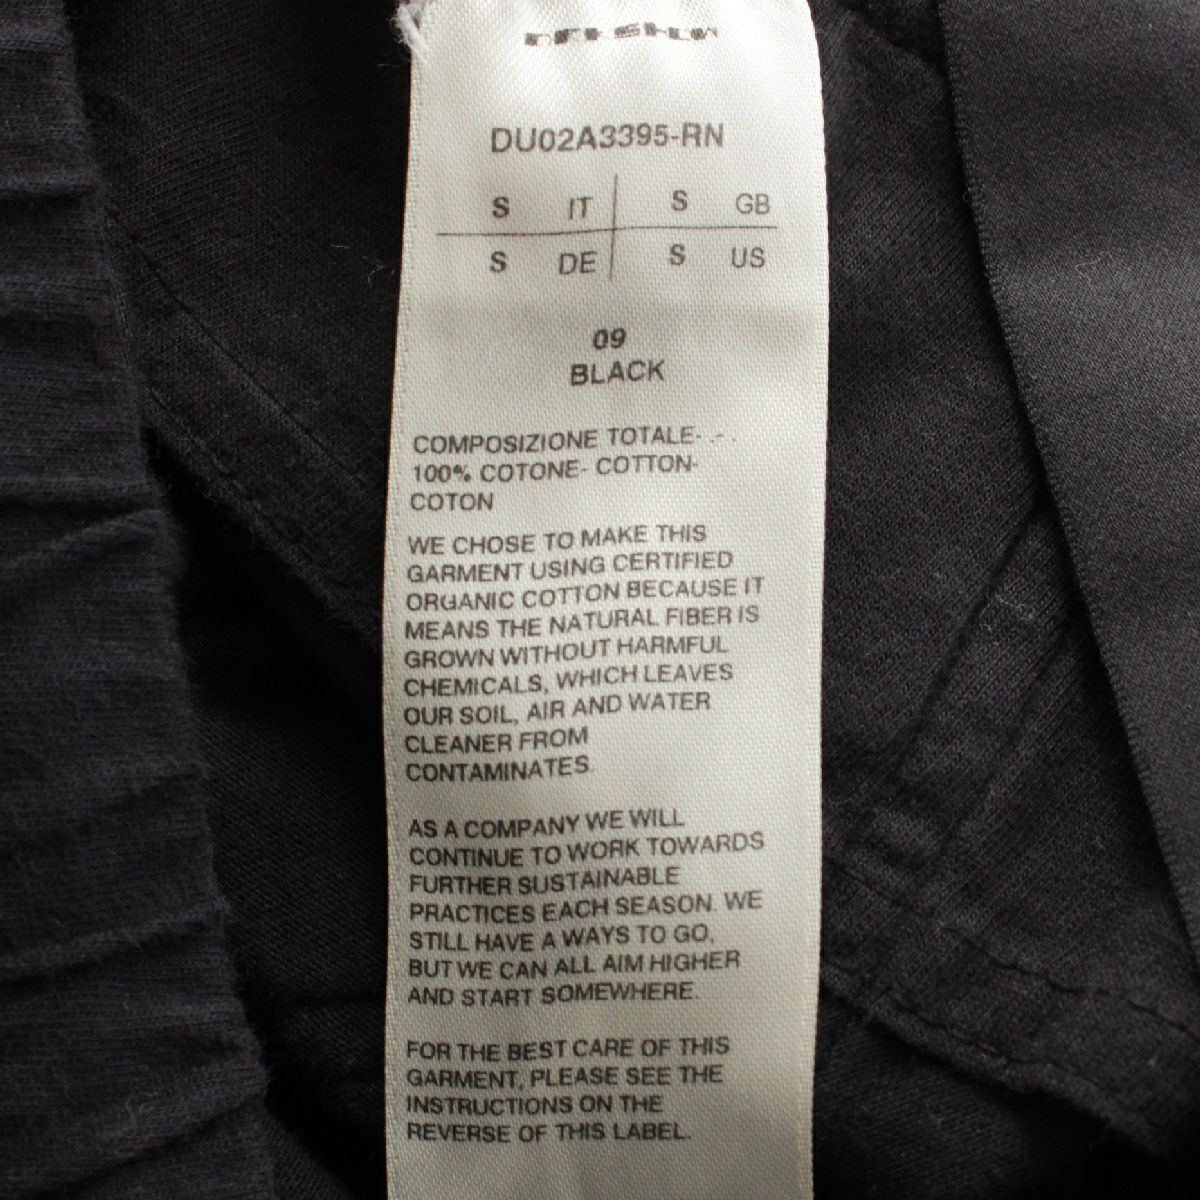 DU02A3395-RN
S IT S GB
S DE S US
09
BLACK
COMPOSIZIONE TOTALE- .- .
100% COTONE- COTTON-
COTON
WE CHOSE TO MAKE THIS
GARMENT USING CERTIFIED
ORGANIC COTTON BECAUSE IT
MEANS THE NATURAL FIBER IS
GROWN WITHOUT HARMFUL
CHEMICALS, WHICH LEAVES
OUR SOIL, AIR AND WATER
CLEANER FROM
CONTAMINATES.
AS A COMPANY WE WILL
CONTINUE TO WORK TOWARDS
FURTHER SUSTAINABLE
PRACTICES EACH SEASON. WE
STILL HAVE A WAYS TO GO,
BUT WE CAN ALL AIM HIGHER
AND START SOMEWHERE.
FOR THE BEST CARE OF THIS
GARMENT, PLEASE SEE THE
INSTRUCTIONS ON THE
REVERSE OF THIS LABEL.